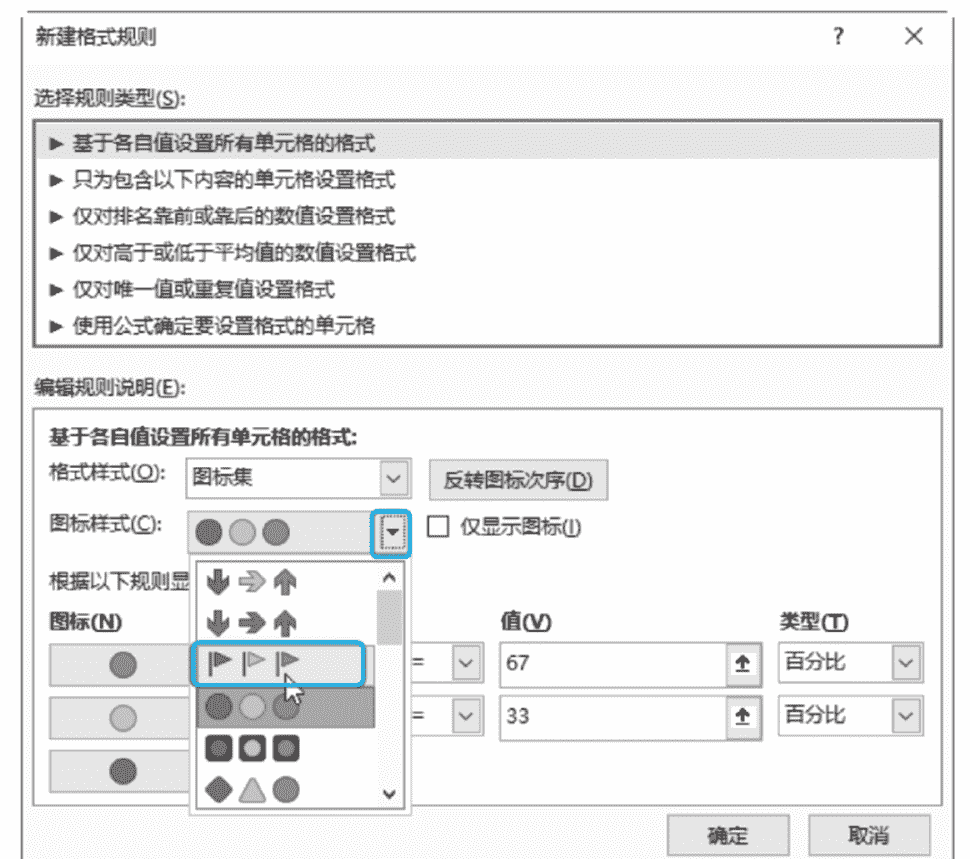 新建格式规则 ?
选择规则类型(S):
► 基于各自值设置所有单元格的格式
► 只为包含以下内容的单元格设置格式
► 仅对排名靠前或靠后的数值设置格式
► 仅对高于或低于平均值的数值设置格式
► 仅对唯一值或重复值设置格式
► 使用公式确定要设置格式的单元格
编辑规则说明(E):
基于各自值设置所有单元格的格式:
格式样式(O): 图标集 反转图标次序(D)
图标样式(C): 仅显示图标(I)
根据以下规则显
图标(N) 值(V) 类型(T)
= 67 百分比
= 33 百分比
确定 取消